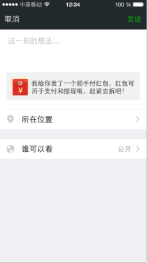 中国移动 12:34 100%
取消 发送
这一刻的想法...
我给你发了一个顺手付红包，红包可
用于支付和提现哦，赶紧去拆吧！
所在位置
谁可以看 公开